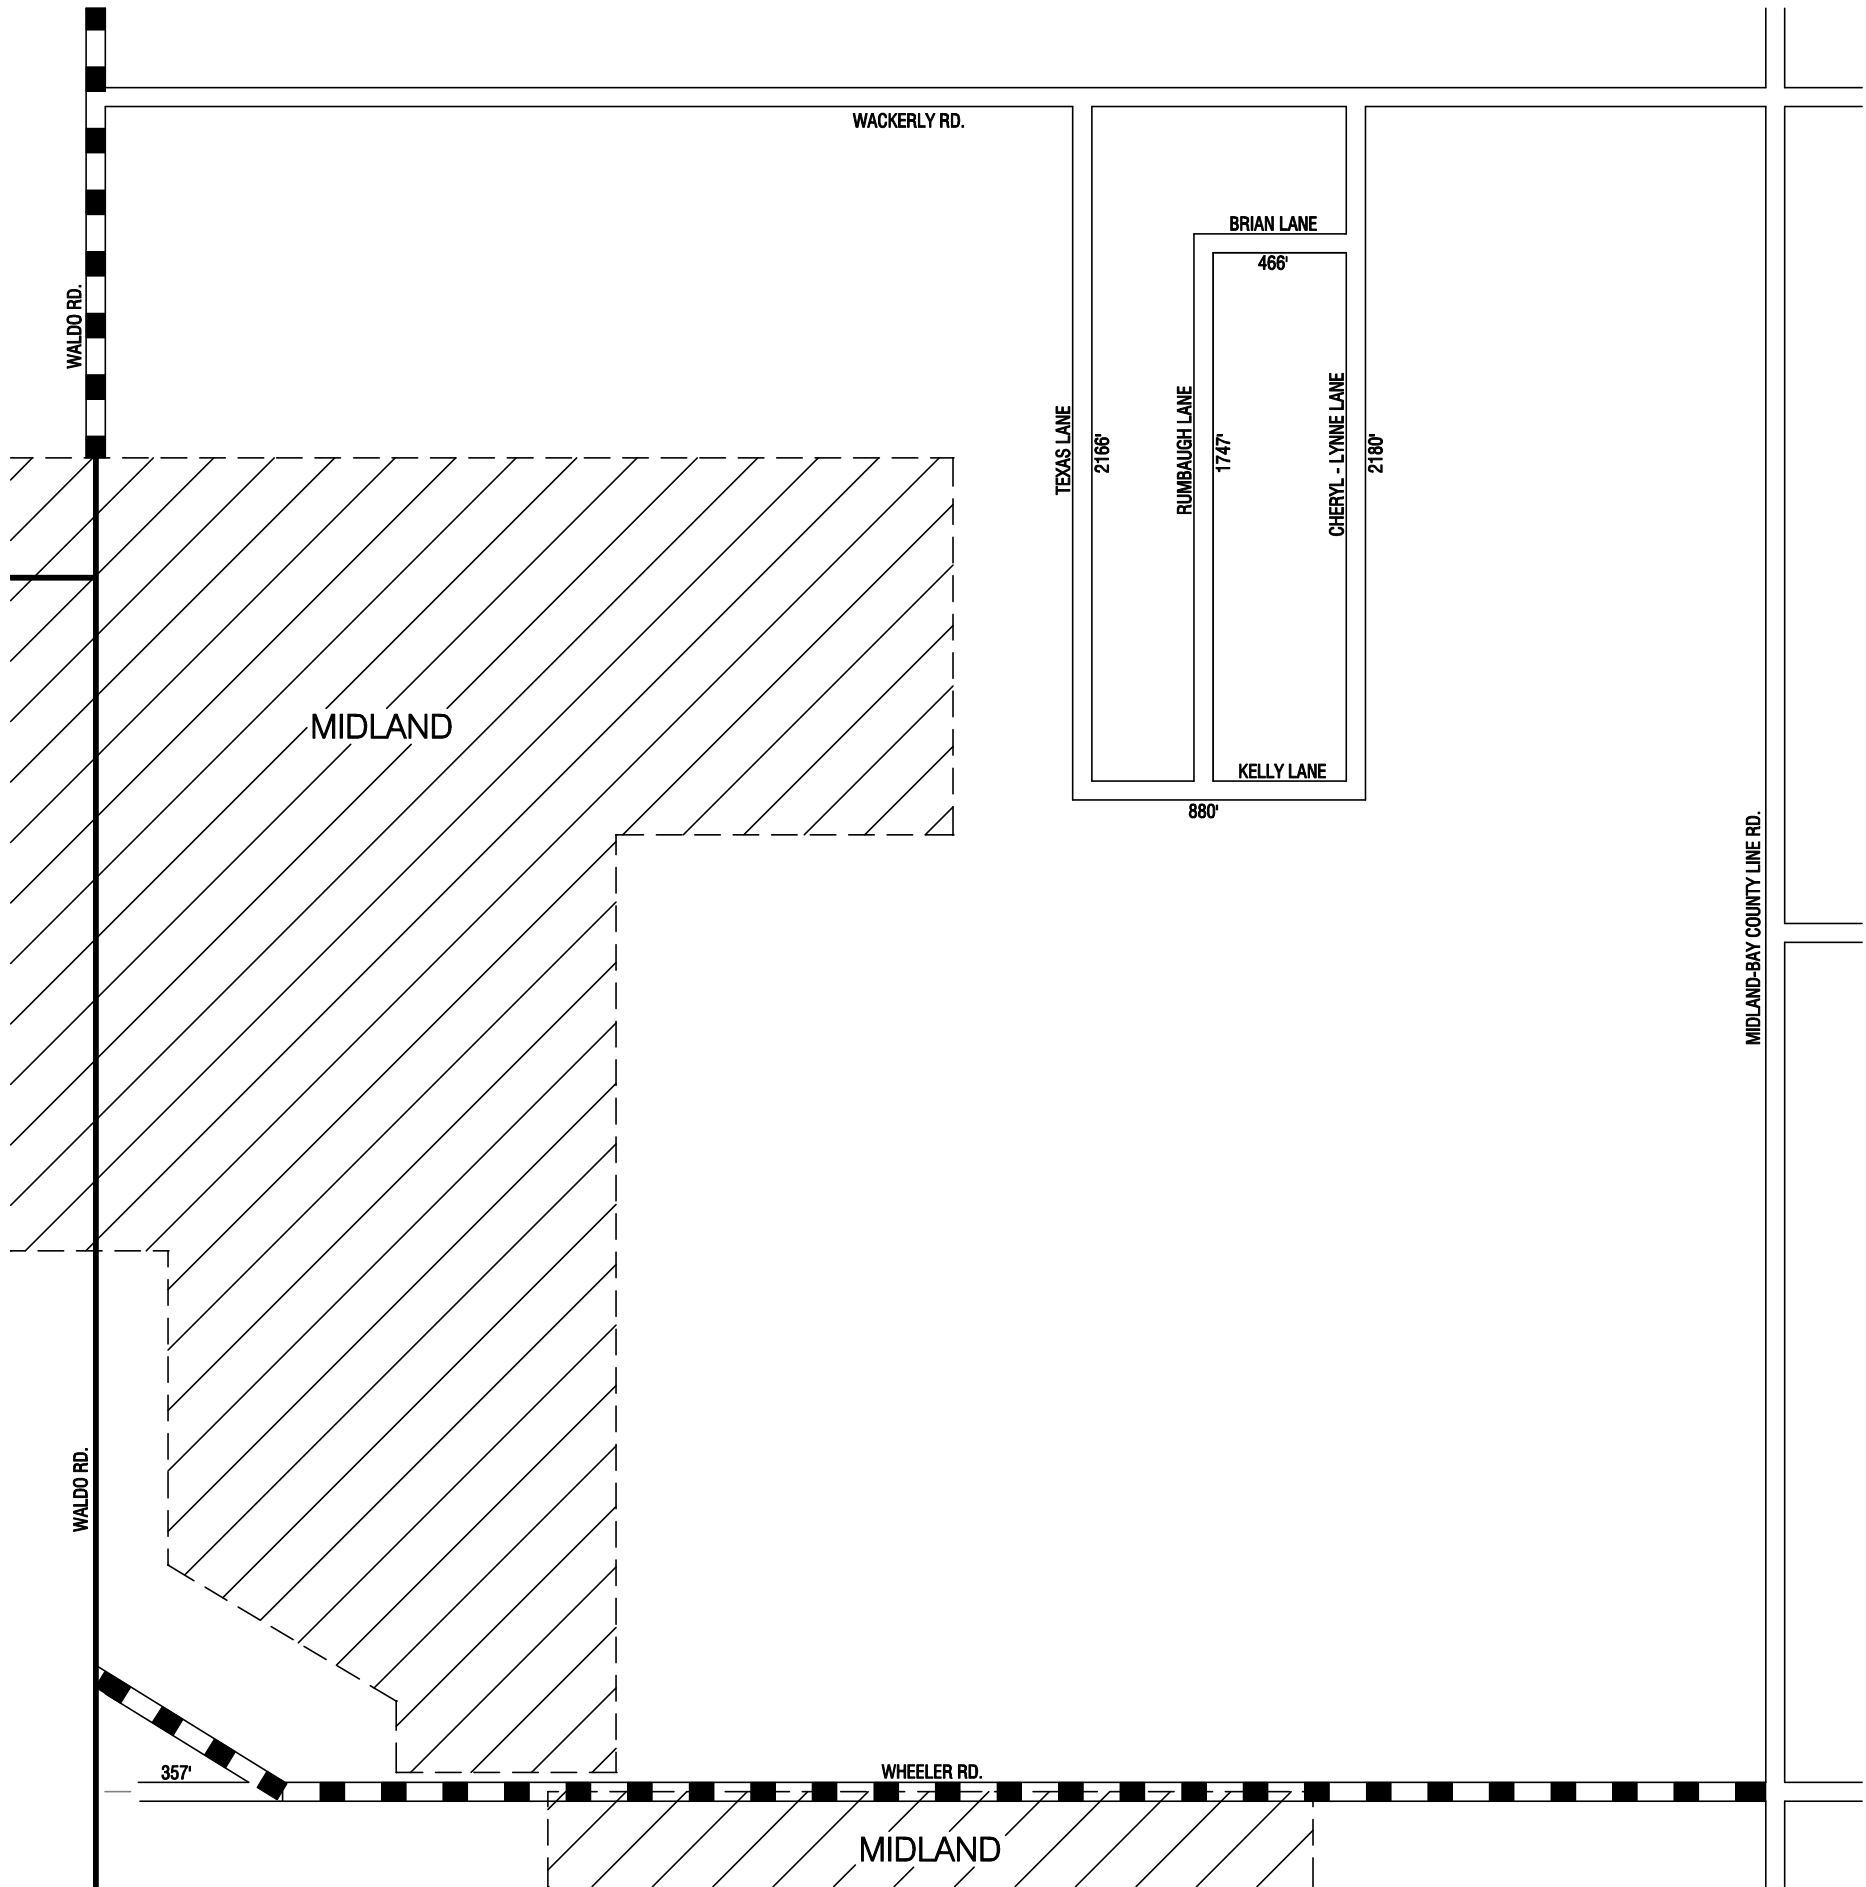 WACKERLY RD.
BRIAN LANE
466'
WALDO RD.
TEXAS LANE
2166'
RUMBAUGH LANE
1747'
CHERYL - LYNNE LANE
2180'
MIDLAND
KELLY LANE
880'
MIDLAND-BAY COUNTY LINE RD.
WALDO RD.
357'
WHEELER RD.
MIDLAND